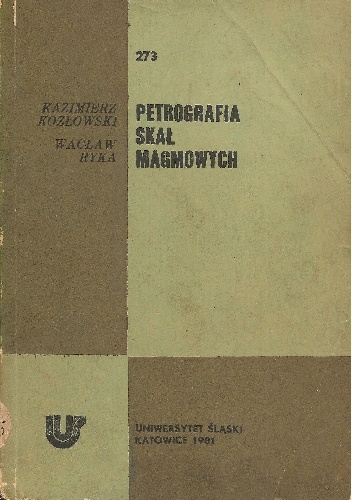 273
KAZIMIERZ
KOZŁOWSKI
WACŁAW
RYKA
PETROGRAFIA
SKAŁ
MAGMOWYCH
UNIWERSYTET ŚLĄSKI
KATOWICE 1981